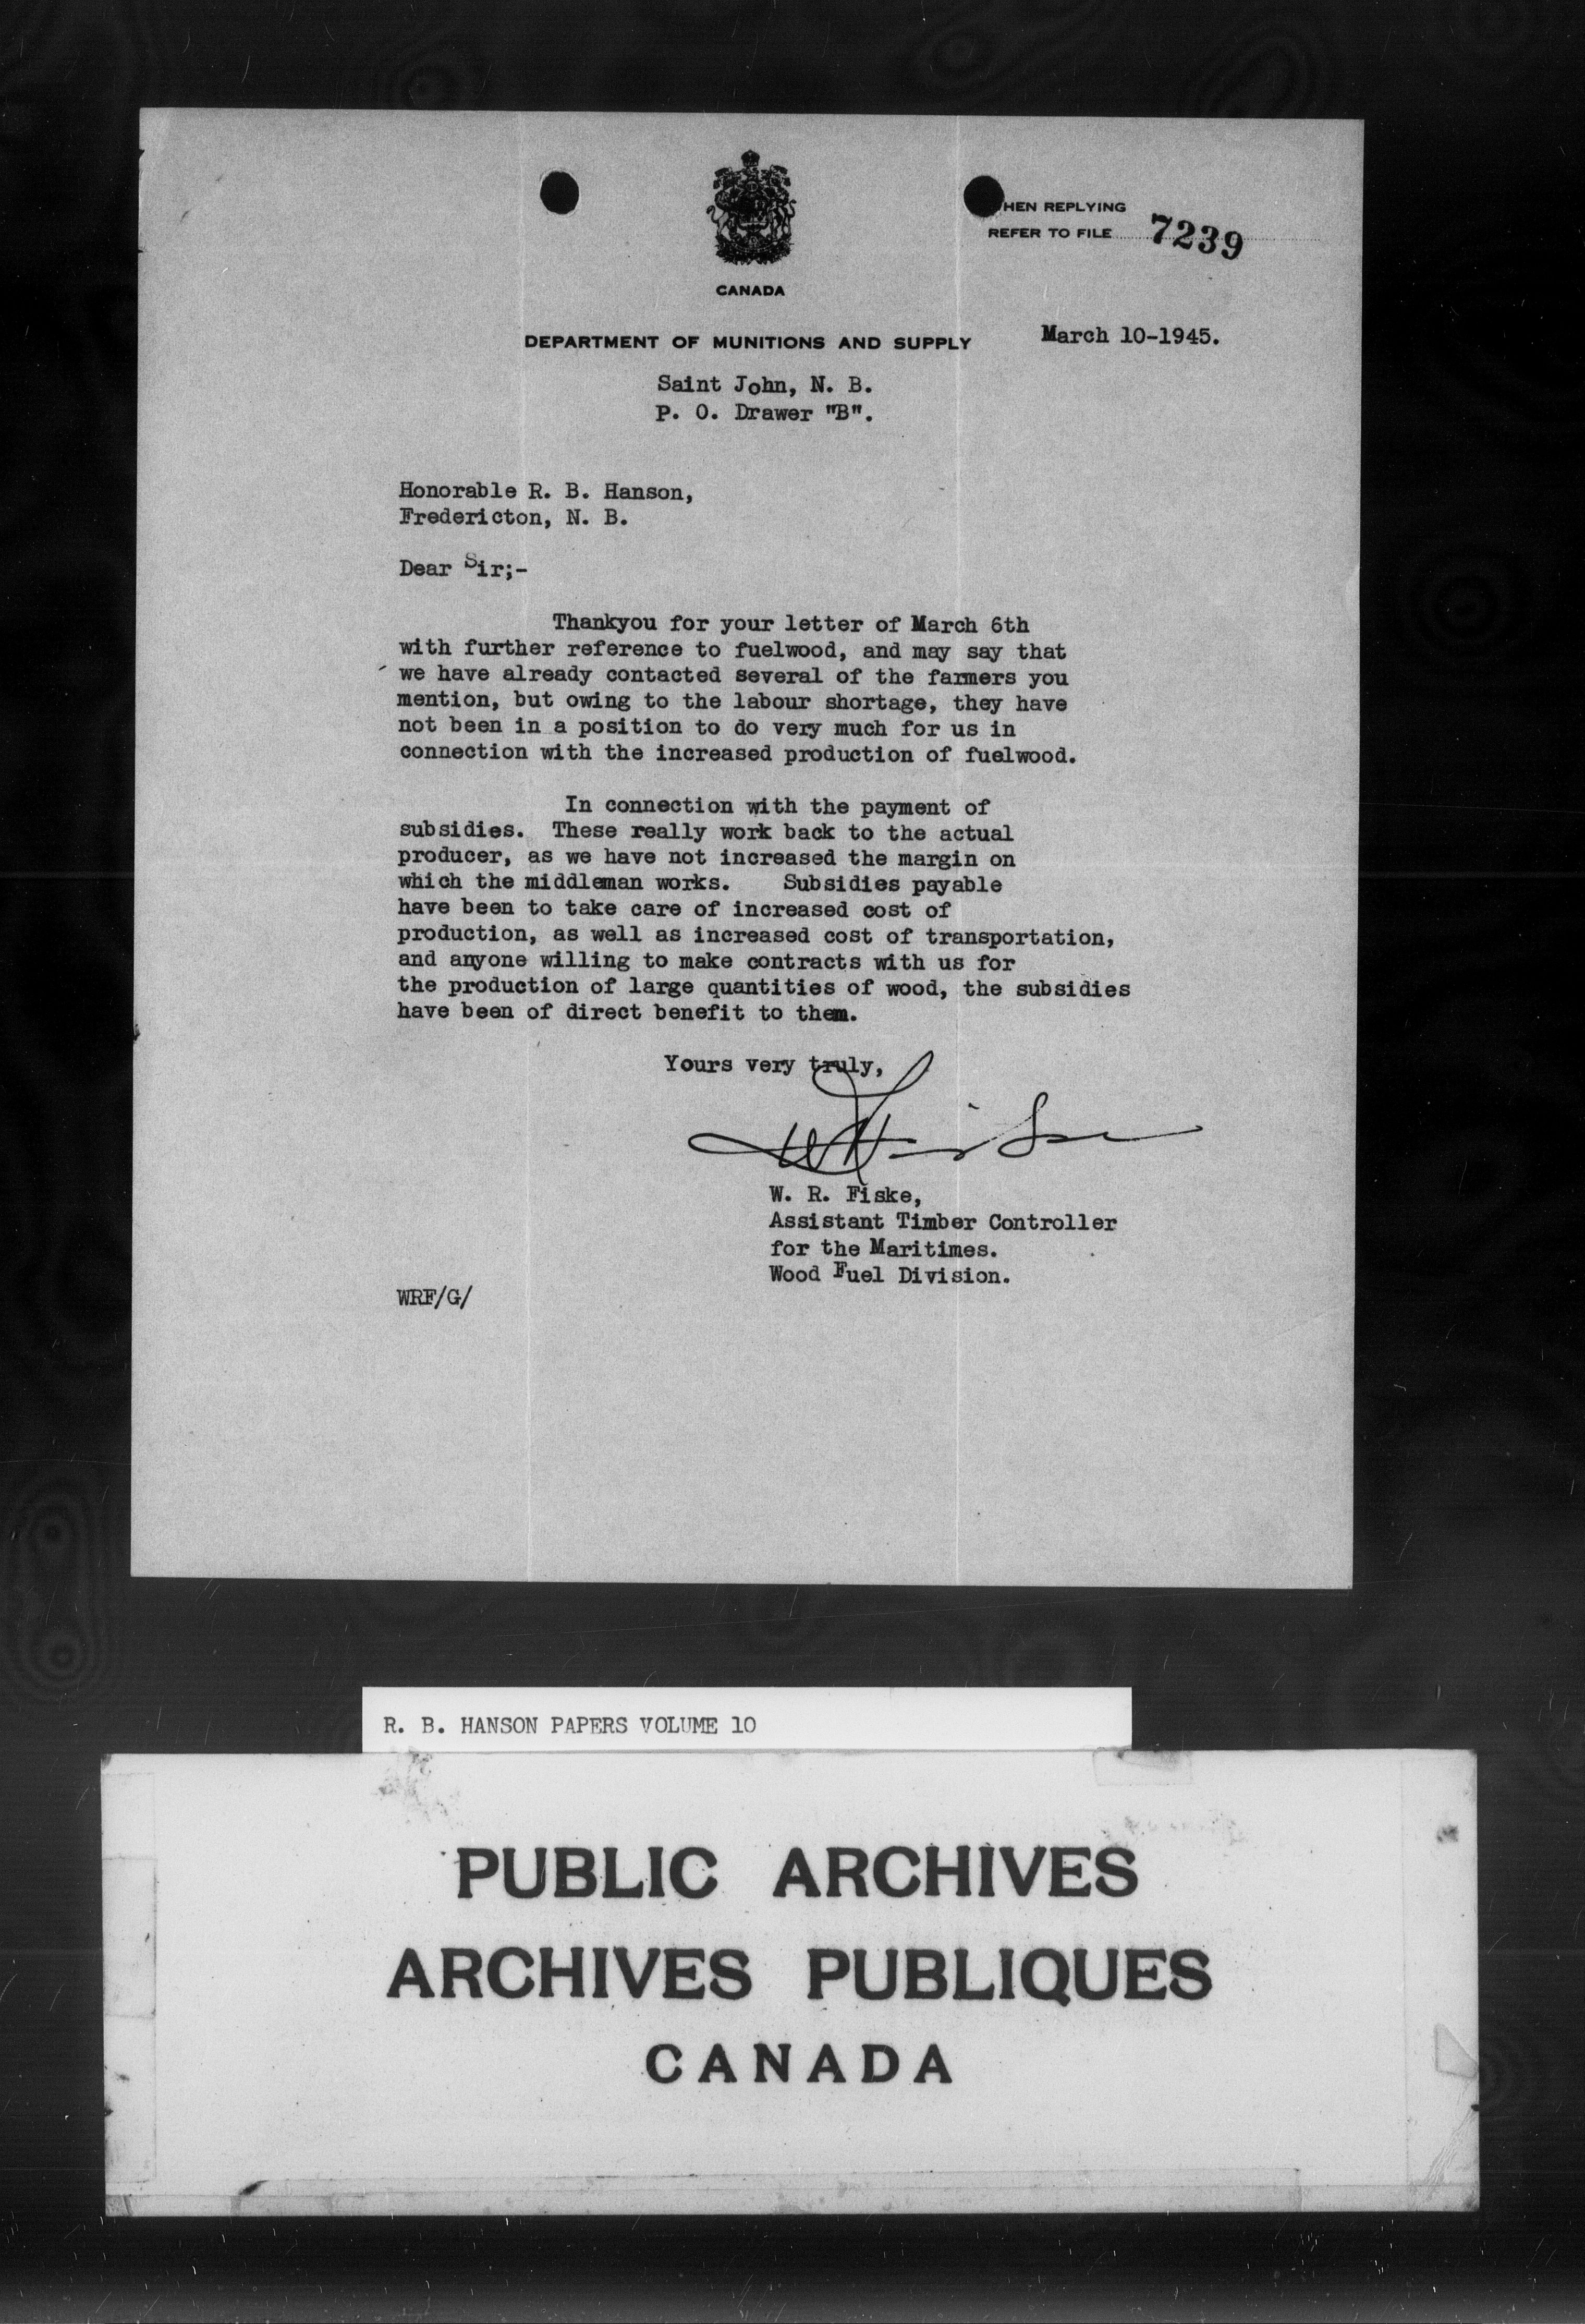 WHEN REPLYING
REFER TO FILE 7239
CANADA
DEPARTMENT OF MUNITIONS AND SUPPLY
March 10-1945.
Saint John, N. B.
P. O. Drawer "B".
Honorable R. B. Hanson,
Fredericton, N. B.
Dear Sir;-
Thankyou for your letter of March 6th
with further reference to fuelwood, and may say that
we have already contacted several of the farmers you
mention, but owing to the labour shortage, they have
not been in a position to do very much for us in
connection with the increased production of fuelwood.
In connection with the payment of
subsidies. These really work back to the actual
producer, as we have not increased the margin on
which the middleman works. Subsidies payable
have been to take care of increased cost of
production, as well as increased cost of transportation,
and anyone willing to make contracts with us for
the production of large quantities of wood, the subsidies
have been of direct benefit to them.
Yours very truly,
WR Fiske
W. R. Fiske,
Assistant Timber Controller
for the Maritimes.
Wood Fuel Division.
WRF/G/
R. B. HANSON PAPERS VOLUME 10
PUBLIC ARCHIVES
ARCHIVES PUBLIQUES
CANADA